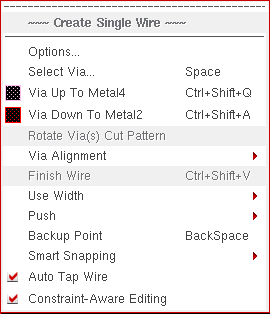 ~~~ Create Single Wire ~~~
Options...
Select Via... Space
Via Up To Metal4 Ctrl+Shift+Q
Via Down To Metal2 Ctrl+Shift+A
Rotate Via(s) Cut Pattern
Via Alignment
Finish Wire Ctrl+Shift+V
Use Width
Push
Backup Point BackSpace
Smart Snapping
Auto Tap Wire
Constraint-Aware Editing